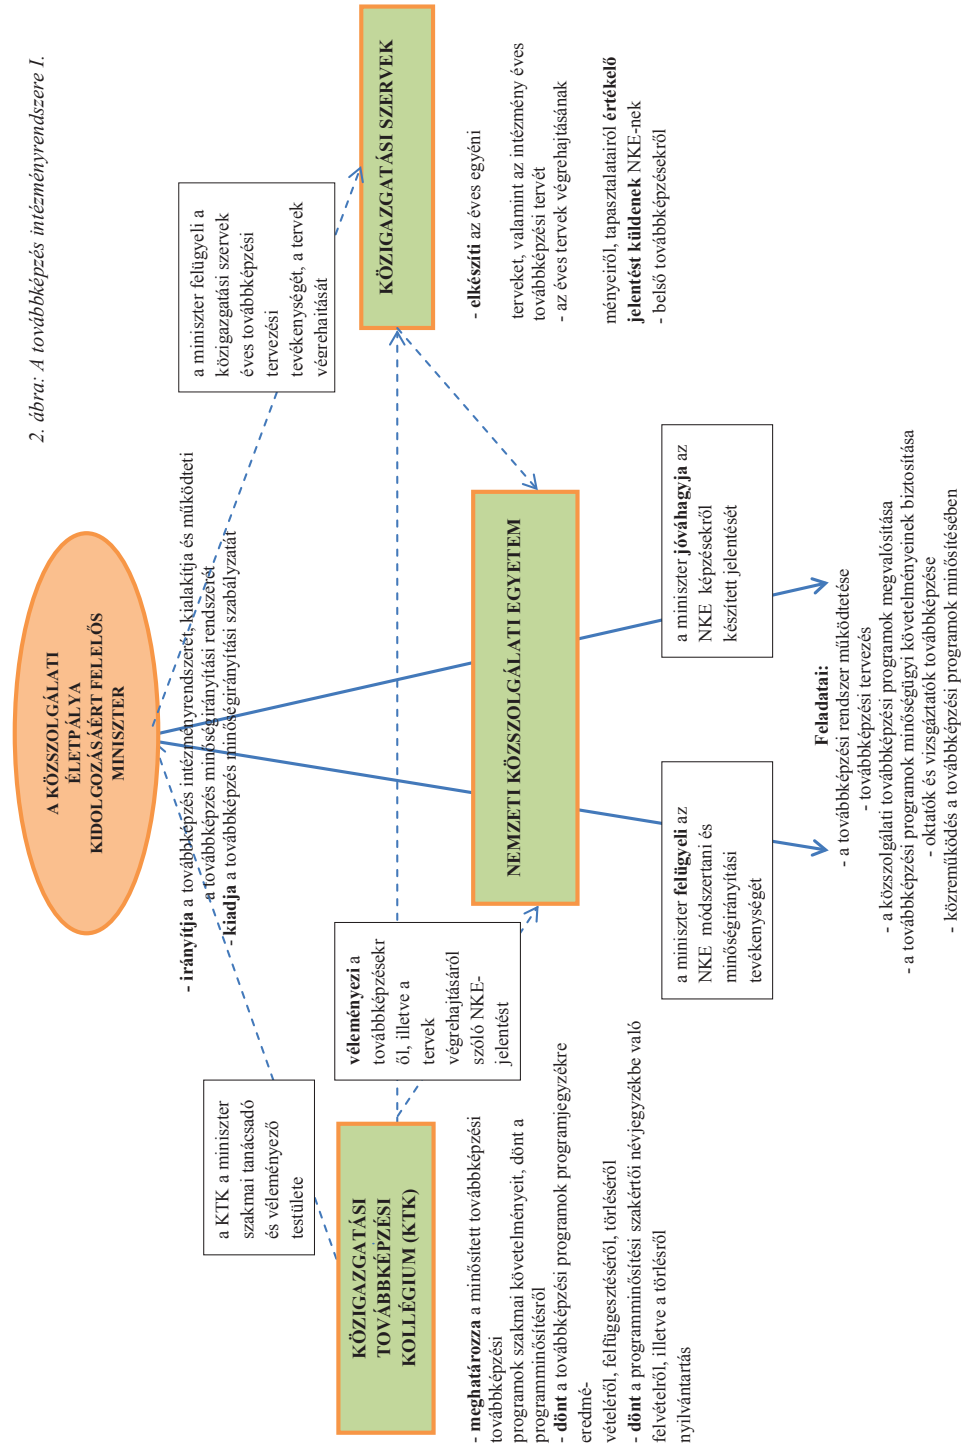 2. ábra: A továbbképzés intézményrendszere I.
A KÖZSZOLGÁLATI
ÉLETPÁLYA
KIDOLGOZÁSÁÉRT FELELŐS
MINISZTER
- irányítja a továbbképzés intézményrendszerét, kialakítja és működteti
a továbbképzés minőségirányítási rendszerét
- kiadja a továbbképzés minőségirányítási szabályzatát
a KTK a miniszter
szakmai tanácsadó
és véleményező
testülete
a miniszter felügyeli a
közigazgatási szervek
éves továbbképzési
tervezési
tevékenységét, a tervek
végrehajtását
KÖZIGAZGATÁSI
TOVÁBBKÉPZÉSI
KOLLÉGIUM (KTK)
véleményezi a
továbbképzésekr
ől, illetve a
tervek
végrehajtásáról
szóló NKE-
jelentést
KÖZIGAZGATÁSI SZERVEK
- meghatározza a minősített továbbképzési
továbbképzési
programok szakmai követelményeit, dönt a
programminősítésről
- dönt a továbbképzési programok programjegyzékre
eredmé-
vételéről, felfüggesztéséről, törléséről
- dönt a programminősítési szakértői névjegyzékbe való
felvételről, illetve a törlésről
nyilvántartás
NEMZETI KÖZSZOLGÁLATI EGYETEM
- elkészíti az éves egyéni
terveket, valamint az intézmény éves
továbbképzési tervét
- az éves tervek végrehajtásának
ményeiről, tapasztalatairól értékelő
jelentést küldenek NKE-nek
- belső továbbképzésekről
a miniszter felügyeli az
NKE módszertani és
minőségirányítási
tevékenységét
a miniszter jóváhagyja az
NKE képzésekről
készített jelentését
Feladatai:
- a továbbképzési rendszer működtetése
- továbbképzési tervezés
- a közszolgálati továbbképzési programok megvalósítása
- a továbbképzési programok minőségügyi követelményeinek biztosítása
- oktatók és vizsgáztatók továbbképzése
- közreműködés a továbbképzési programok minősítésében